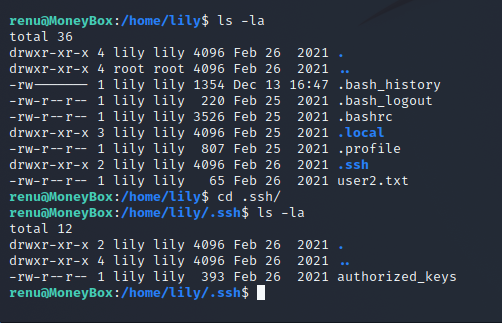 renu@MoneyBox:/home/lily$ ls -la
total 36
drwxr-xr-x 4 lily lily 4096 Feb 26  2021 .
drwxr-xr-x 4 root root 4096 Feb 26  2021 ..
-rw------- 1 lily lily 1354 Dec 13 16:47 .bash_history
-rw-r--r-- 1 lily lily  220 Feb 25  2021 .bash_logout
-rw-r--r-- 1 lily lily 3526 Feb 25  2021 .bashrc
drwxr-xr-x 3 lily lily 4096 Feb 25  2021 .local
-rw-r--r-- 1 lily lily  807 Feb 25  2021 .profile
drwxr-xr-x 2 lily lily 4096 Feb 26  2021 .ssh
-rw-r--r-- 1 lily lily   65 Feb 26  2021 user2.txt
renu@MoneyBox:/home/lily$ cd .ssh/
renu@MoneyBox:/home/lily/.ssh$ ls -la
total 12
drwxr-xr-x 2 lily lily 4096 Feb 26  2021 .
drwxr-xr-x 4 lily lily 4096 Feb 26  2021 ..
-rw-r--r-- 1 lily lily  393 Feb 26  2021 authorized_keys
renu@MoneyBox:/home/lily/.ssh$